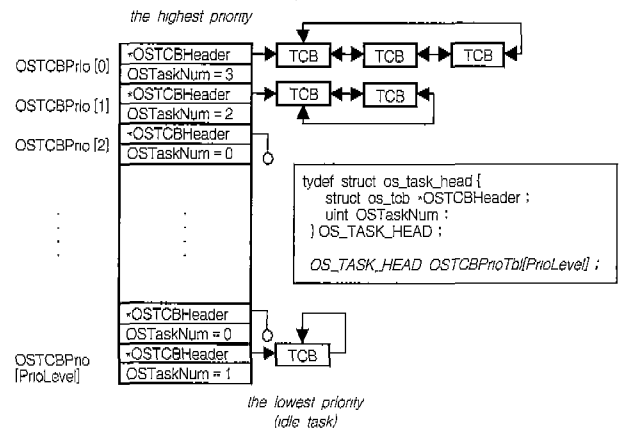 the highest priority
*OSTCBHeader
OSTCBPrio [0]
OSTaskNum = 3
TCB TCB TCB
*OSTCBHeader
OSTCBPrio [1]
OSTaskNum = 2
TCB TCB
*OSTCBHeader
OSTCBPrio [2]
OSTaskNum = 0
tydef struct os_task_head {
struct os_tcb *OSTCBHeader ;
uint OSTaskNum ;
} OS_TASK_HEAD ;
OS_TASK_HEAD OSTCBPrioTbl[PrioLevel] ;
*OSTCBHeader
OSTaskNum = 0
*OSTCBHeader
TCB
OSTCBPrio
[PrioLevel]
OSTaskNum = 1
the lowest priority
(idle task)